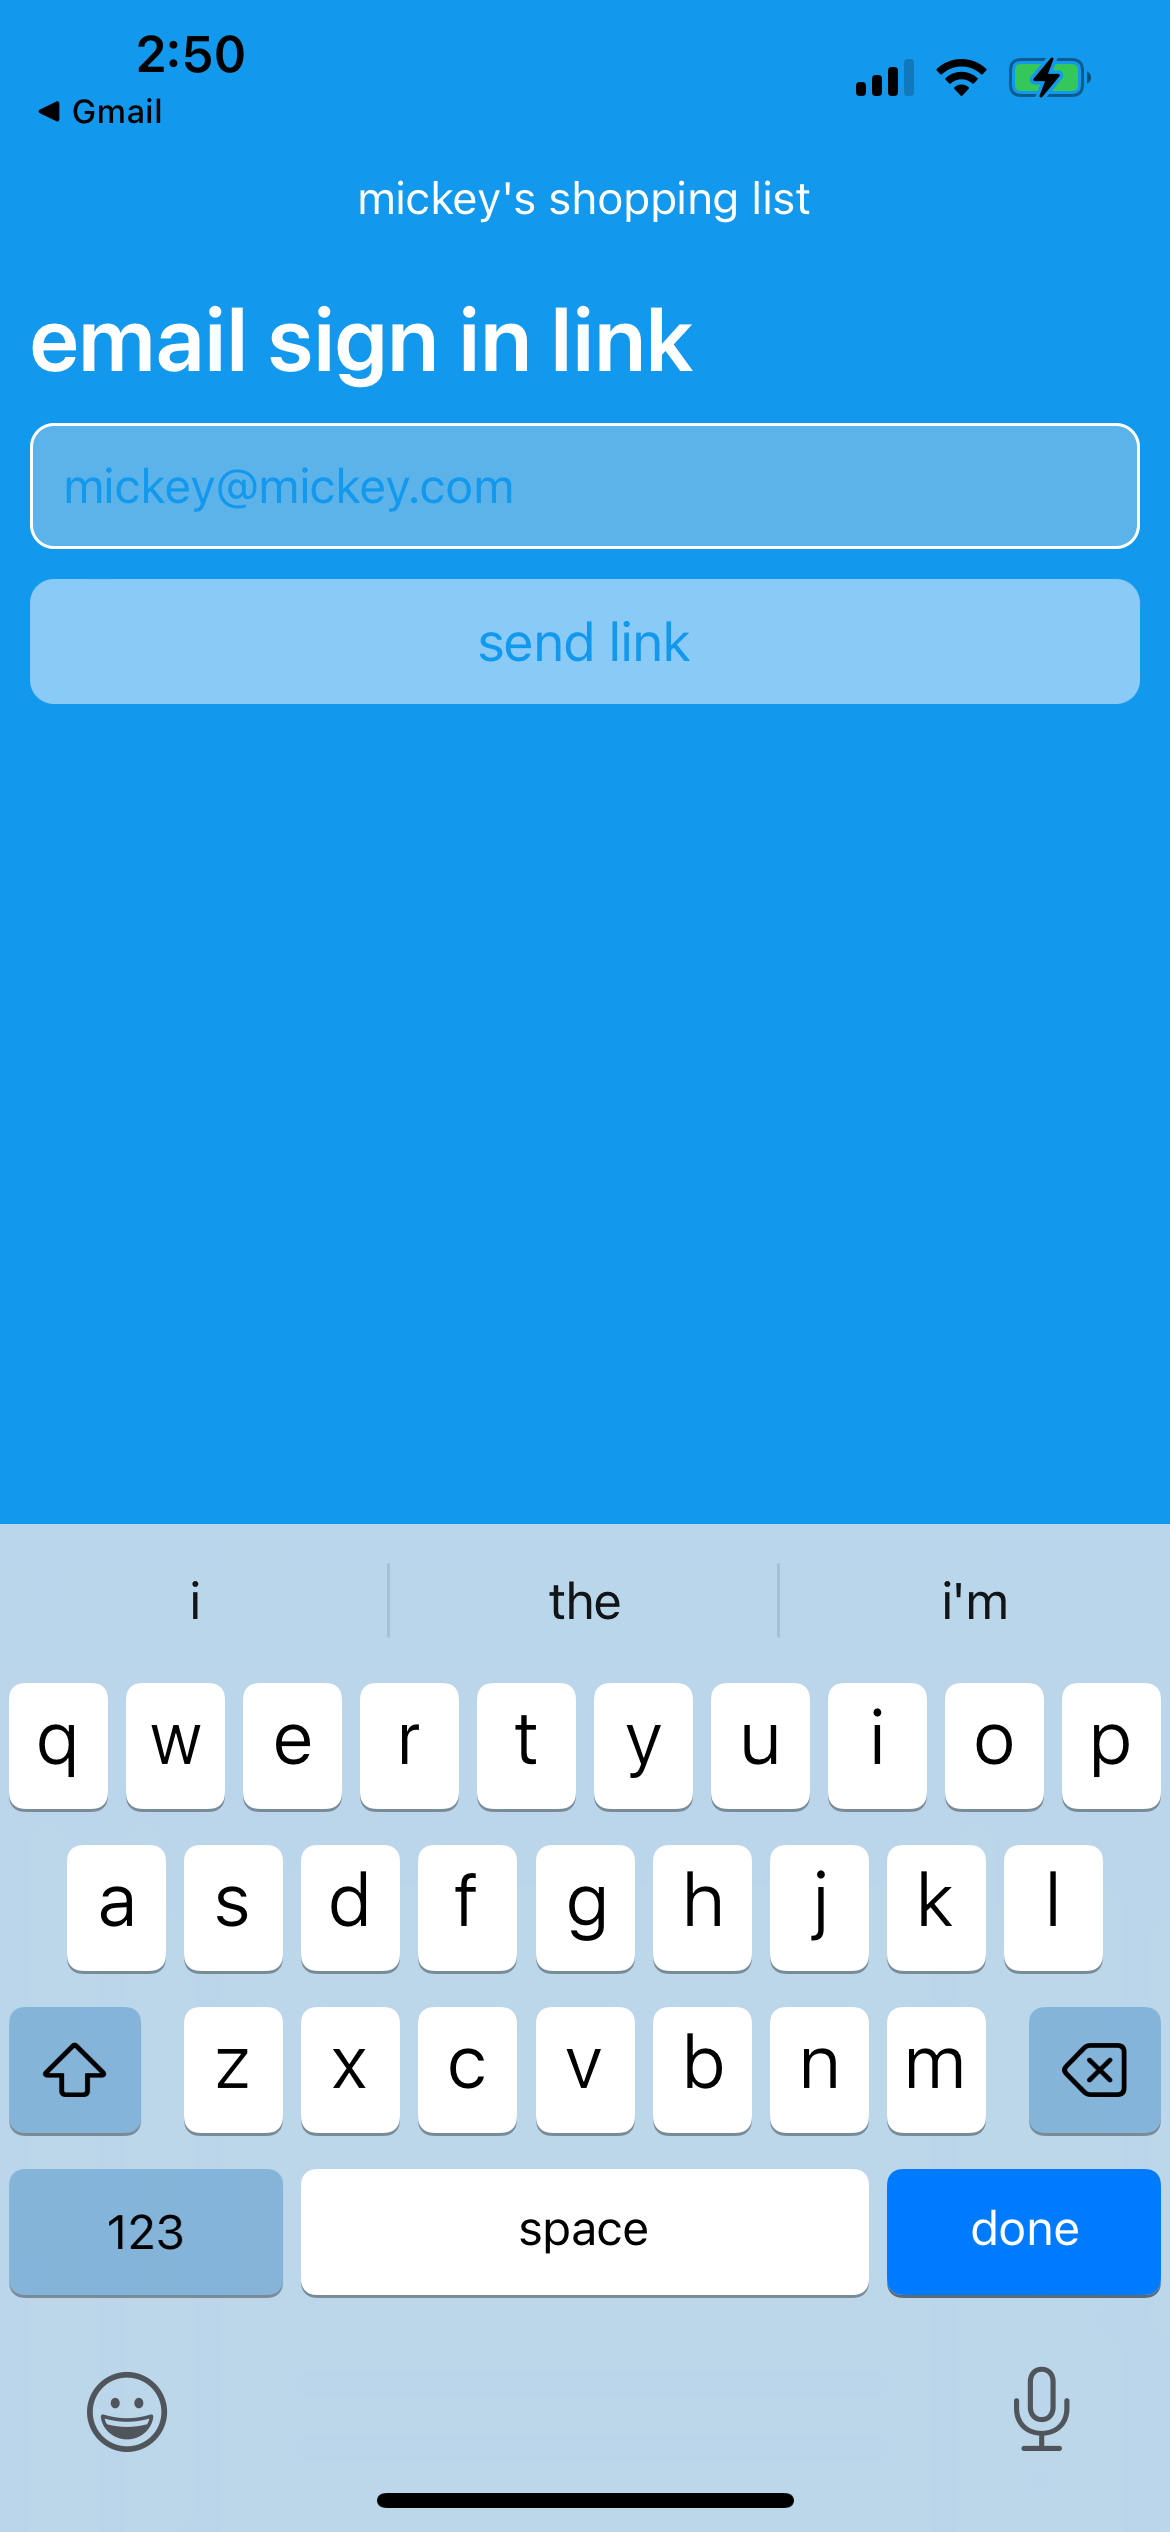 2:50
◀ Gmail
mickey's shopping list
email sign in link
mickey@mickey.com
send link
i the i'm
q w e r t y u i o p
a s d f g h j k l
z x c v b n m
123 space done